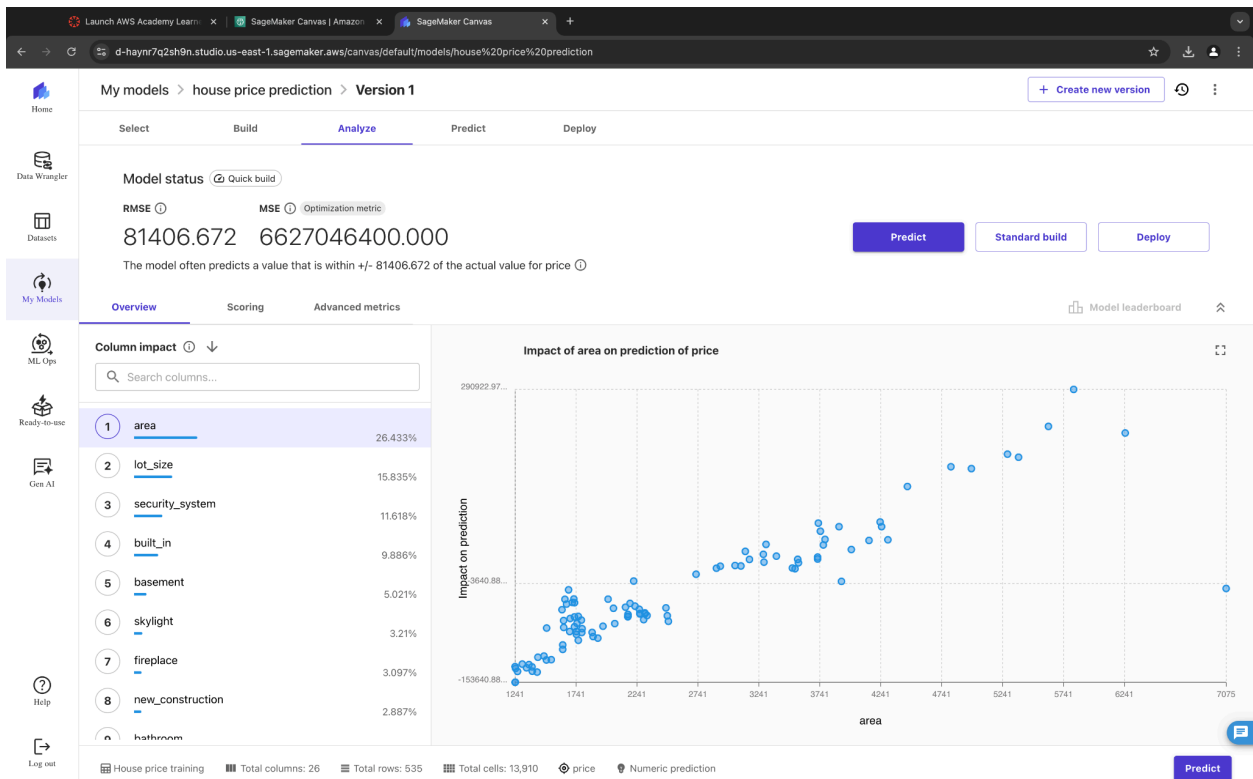 Launch AWS Academy Learne
SageMaker Canvas | Amazon
SageMaker Canvas
d-haynr7q2sh9n.studio.us-east-1.sagemaker.aws/canvas/default/models/house%20price%20prediction
Home
Data Wrangler
Datasets
My Models
ML Ops
Ready-to-use
Gen AI
Help
Log out
My models > house price prediction > Version 1
+ Create new version
Select Build Analyze Predict Deploy
Model status Quick build
RMSE MSE Optimization metric
81406.672 6627046400.000
The model often predicts a value that is within +/- 81406.672 of the actual value for price
Predict Standard build Deploy
Overview Scoring Advanced metrics
Model leaderboard
Column impact
Search columns...
1 area
26.433%
2 lot_size
15.835%
3 security_system
11.618%
4 built_in
9.886%
5 basement
5.021%
6 skylight
3.21%
7 fireplace
3.097%
8 new_construction
2.887%
9 bathroom
Impact of area on prediction of price
290922.97...
Impact on prediction
3640.88...
-153640.88...
1241 1741 2241 2741 3241 3741 4241 4741 5241 5741 6241 7075
area
House price training Total columns: 26 Total rows: 535 Total cells: 13,910 price Numeric prediction
Predict